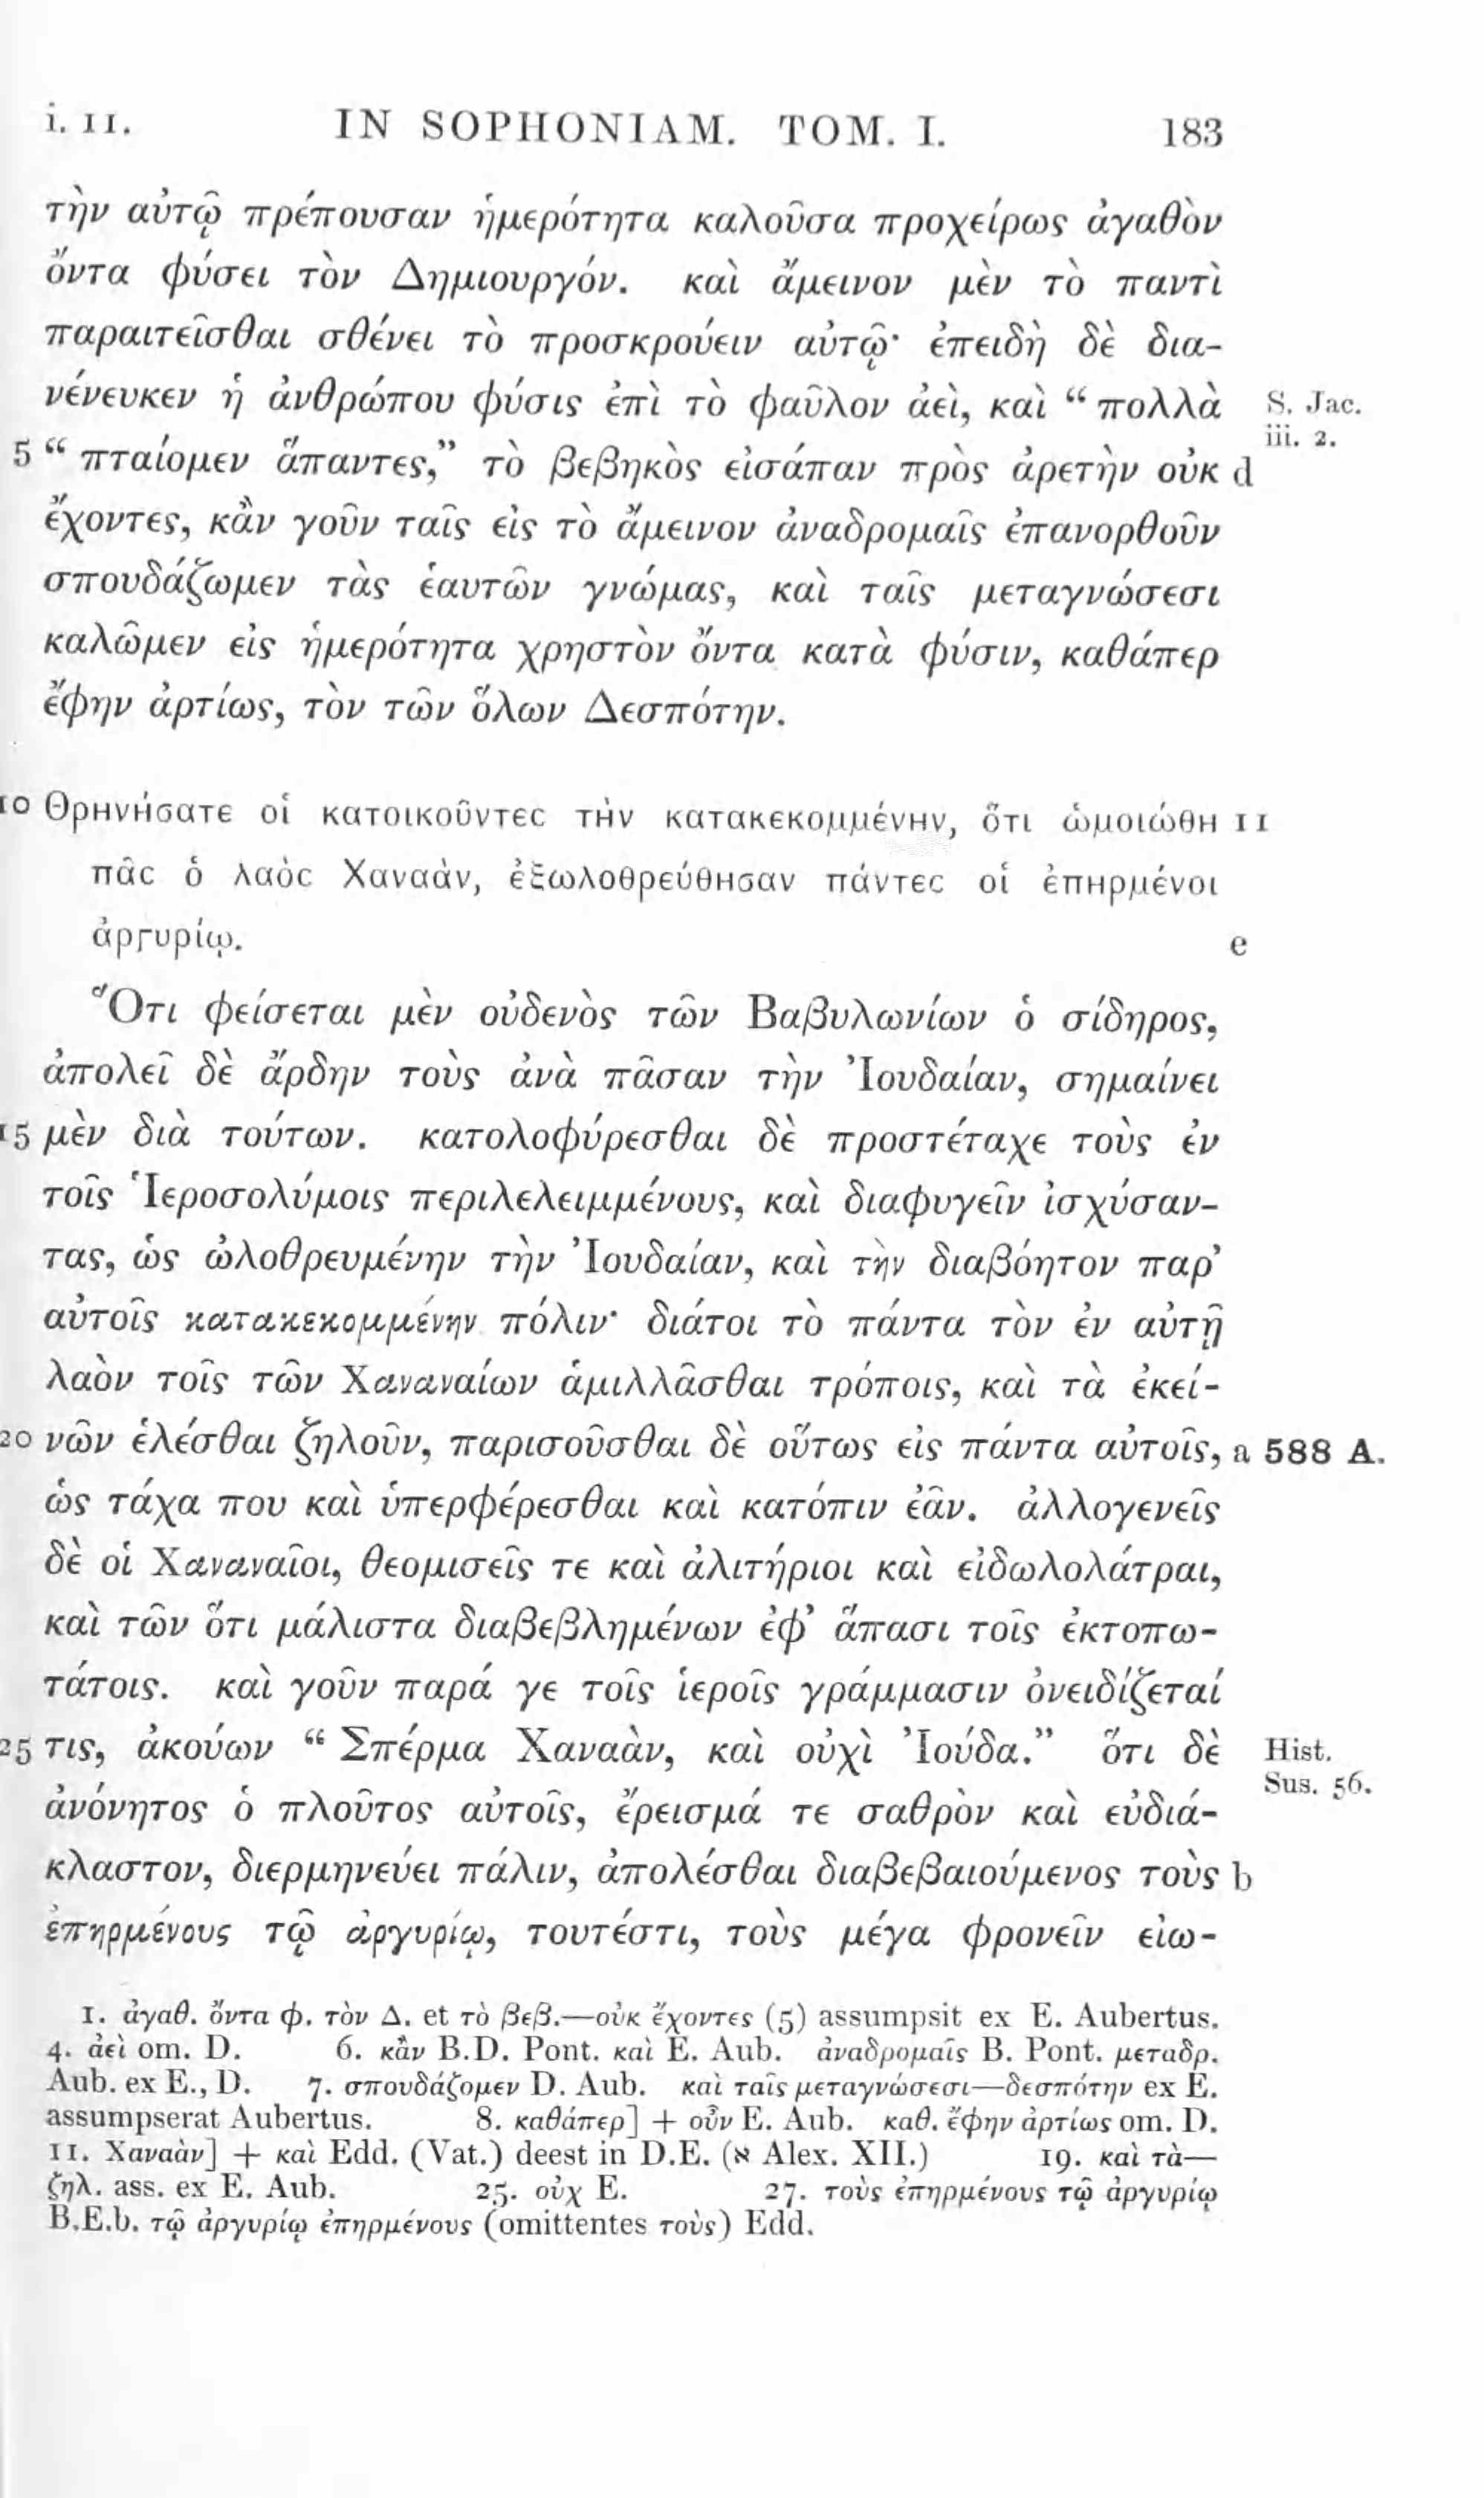 i. 11. IN SOPHONIAM. TOM. I. 183
τὴν αὐτῷ πρέπουσαν ἡμερότητα καλοῦσα προχείρως ἀγαθὸν
ὄντα φύσει τὸν Δημιουργόν. καὶ ἄμεινον μὲν τὸ παντὶ
παραιτεῖσθαι σθένει τὸ προσκρούειν αὐτῷ· ἐπειδὴ δὲ δια-
νένευκεν ἡ ἀνθρώπου φύσις ἐπὶ τὸ φαῦλον ἀεὶ, καὶ “ πολλὰ S. Jac.
iii. 2.
5 “ πταίομεν ἅπαντες,” τὸ βεβηκὸς εἰσάπαν πρὸς ἀρετὴν οὐκ d
ἔχοντες, κἂν γοῦν ταῖς εἰς τὸ ἄμεινον ἀναδρομαῖς ἐπανορθοῦν
σπουδάζωμεν τὰς ἑαυτῶν γνώμας, καὶ ταῖς μεταγνώσεσι
καλῶμεν εἰς ἡμερότητα χρηστὸν ὄντα κατὰ φύσιν, καθάπερ
ἔφην ἀρτίως, τὸν τῶν ὅλων Δεσπότην.
10 Θρηνήσατε οἱ κατοικοῦντες τὴν κατακεκομμένην, ὅτι ὡμοιώθη 11
πᾶς ὁ λαὸς Χαναὰν, ἐξωλοθρεύθησαν πάντες οἱ ἐπηρμένοι
ἀργυρίῳ. e
Ὅτι φείσεται μὲν οὐδενὸς τῶν Βαβυλωνίων ὁ σίδηρος,
ἀπολεῖ δὲ ἄρδην τοὺς ἀνὰ πᾶσαν τὴν Ἰουδαίαν, σημαίνει
15 μὲν διὰ τούτων. κατολοφύρεσθαι δὲ προστέταχε τοὺς ἐν
τοῖς Ἱεροσολύμοις περιλελειμμένους, καὶ διαφυγεῖν ἰσχύσαν-
τας, ὡς ὠλοθρευμένην τὴν Ἰουδαίαν, καὶ τὴν διαβόητον παρ’
αὐτοῖς κατακεκομμένην πόλιν· διάτοι τὸ πάντα τὸν ἐν αὐτῇ
λαὸν τοῖς τῶν Χαναναίων ἁμιλλᾶσθαι τρόποις, καὶ τὰ ἐκεί-
20 νῶν ἑλέσθαι ζηλοῦν, παρισοῦσθαι δὲ οὕτως εἰς πάντα αὐτοῖς, a 588 A.
ὡς τάχα που καὶ ὑπερφέρεσθαι καὶ κατόπιν ἐᾶν. ἀλλογενεῖς
δὲ οἱ Χαναναῖοι, θεομισεῖς τε καὶ ἀλιτήριοι καὶ εἰδωλολάτραι,
καὶ τῶν ὅτι μάλιστα διαβεβλημένων ἐφ’ ἅπασι τοῖς ἐκτοπω-
τάτοις. καὶ γοῦν παρά γε τοῖς ἱεροῖς γράμμασιν ὀνειδίζεταί
25 τις, ἀκούων “ Σπέρμα Χαναὰν, καὶ οὐχὶ Ἰούδα.” ὅτι δὲ Hist.
Sus. 56.
ἀνόνητος ὁ πλοῦτος αὐτοῖς, ἔρεισμά τε σαθρὸν καὶ εὐδιά-
κλαστον, διερμηνεύει πάλιν, ἀπολέσθαι διαβεβαιούμενος τοὺς b
ἐπηρμένους τῷ ἀργυρίῳ, τουτέστι, τοὺς μέγα φρονεῖν εἰω-
1. ἀγαθ. ὄντα φ. τὸν Δ. et τὸ βεβ.—οὐκ ἔχοντες (5) assumpsit ex E. Aubertus.
4. ἀεὶ om. D. 6. κἂν B.D. Pont. καὶ E. Aub. ἀναδρομαῖς B. Pont. μεταδρ.
Aub. ex E., D. 7. σπουδάζομεν D. Aub. καὶ ταῖς μεταγνώσεσι—δεσπότην ex E.
assumpserat Aubertus. 8. καθάπερ] + οὖν E. Aub. καθ. ἔφην ἀρτίως om. D.
11. Χαναὰν] + καὶ Edd. (Vat.) deest in D.E. (א Alex. XII.) 19. καὶ τὰ—
ζηλ. ass. ex E. Aub. 25. οὐχ E. 27. τοὺς ἐπηρμένους τῷ ἀργυρίῳ
B.E.b. τῷ ἀργυρίῳ ἐπηρμένους (omittentes τοὺς) Edd.